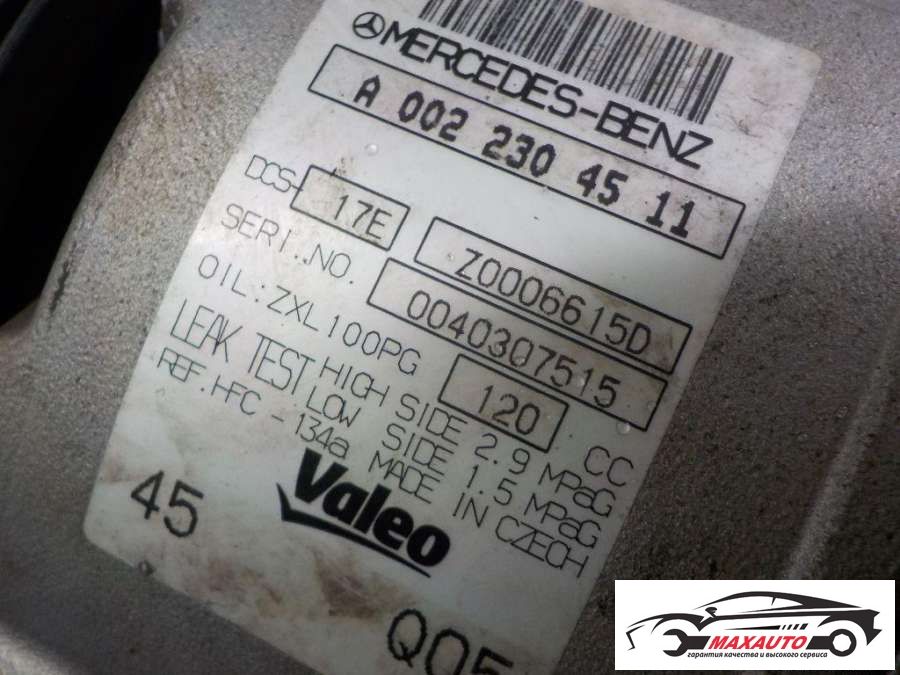 MERCEDES-BENZ
A 002 230 45 11
DCS- 17E Z0006615D
SERI.NO. 0040307515
OIL:ZXL100PG 120 CC
LEAK TEST HIGH SIDE 2.9 MPaG
LOW SIDE 1.5 MPaG
REF.HFC - 134a MADE IN CZECH
Valeo
45
Q05
MAXAUTO
гарантия качества и высокого сервиса